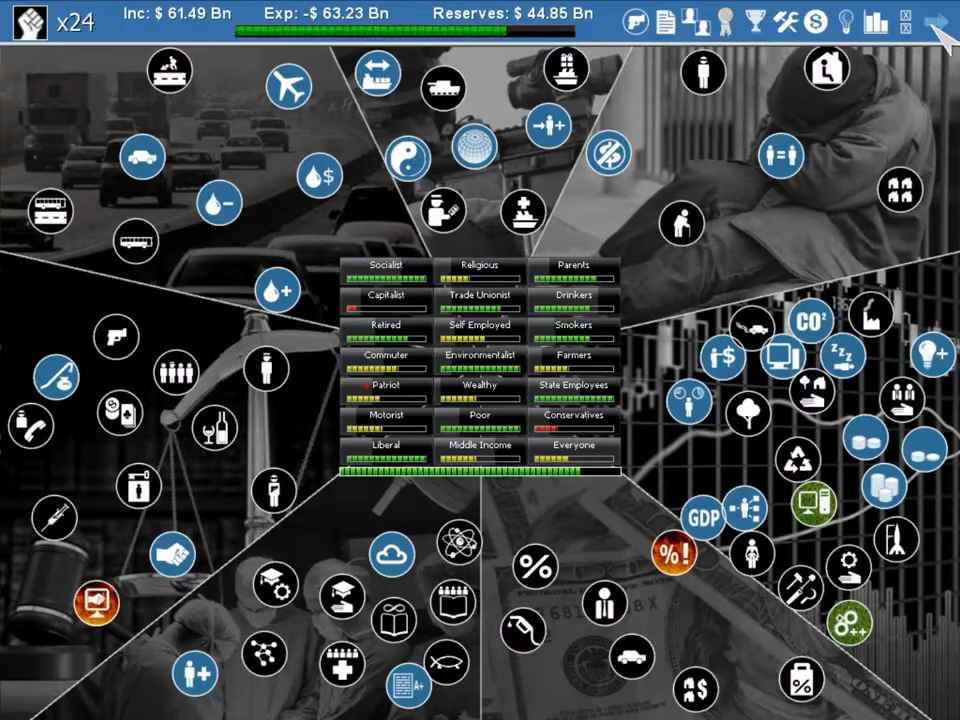 x24 Inc: $ 61.49 Bn Exp: -$ 63.23 Bn Reserves: $ 44.85 Bn
Socialist Religious Parents
Capitalist Trade Unionist Drinkers
Retired Self Employed Smokers
Commuter Environmentalist Farmers
Patriot Wealthy State Employees
Motorist Poor Conservatives
Liberal Middle Income Everyone
$
CO²
$
zzz
GDP
%!
%
A+
$
%